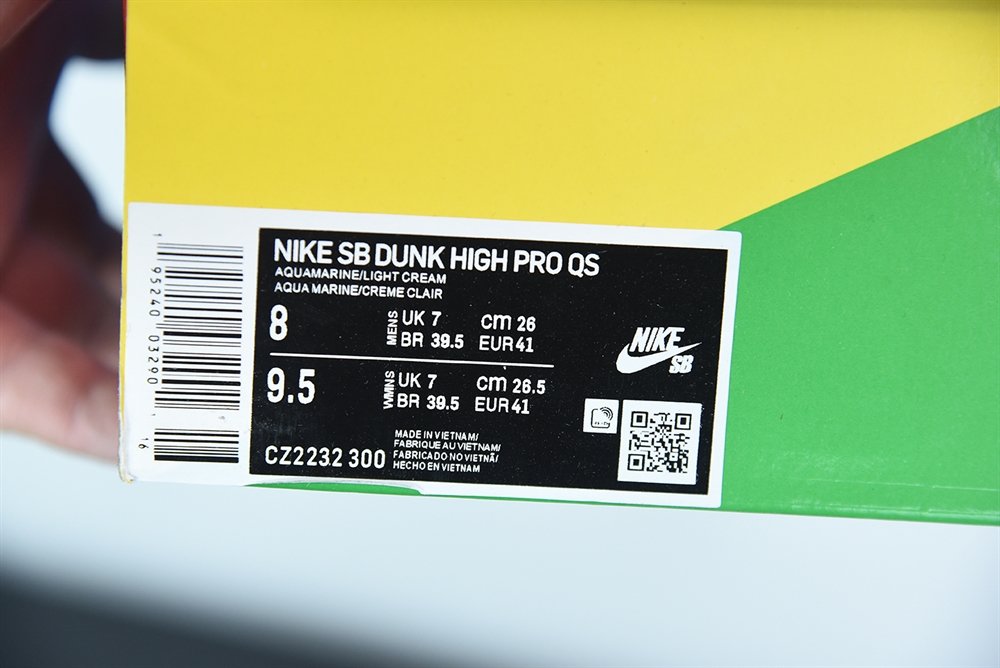 NIKE SB DUNK HIGH PRO QS
AQUAMARINE/LIGHT CREAM
AQUA MARINE/CREME CLAIR
8 MENS UK 7 cm 26
BR 39.5 EUR 41
9.5 WMNS UK 7 cm 26.5
BR 39.5 EUR 41
CZ2232 300
MADE IN VIETNAM/
FABRIQUE AU VIETNAM/
FABRICADO NO VIETNÃ/
HECHO EN VIETNAM
NIKE
SB
1 95240 03290 1
16